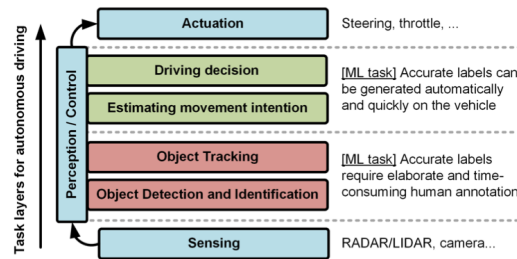 Task layers for autonomous driving
Perception / Control
Actuation
Steering, throttle, ...
Driving decision
Estimating movement intention
[ML task] Accurate labels can
be generated automatically
and quickly on the vehicle
Object Tracking
Object Detection and Identification
[ML task] Accurate labels
require elaborate and time-
consuming human annotation
Sensing
RADAR/LIDAR, camera...